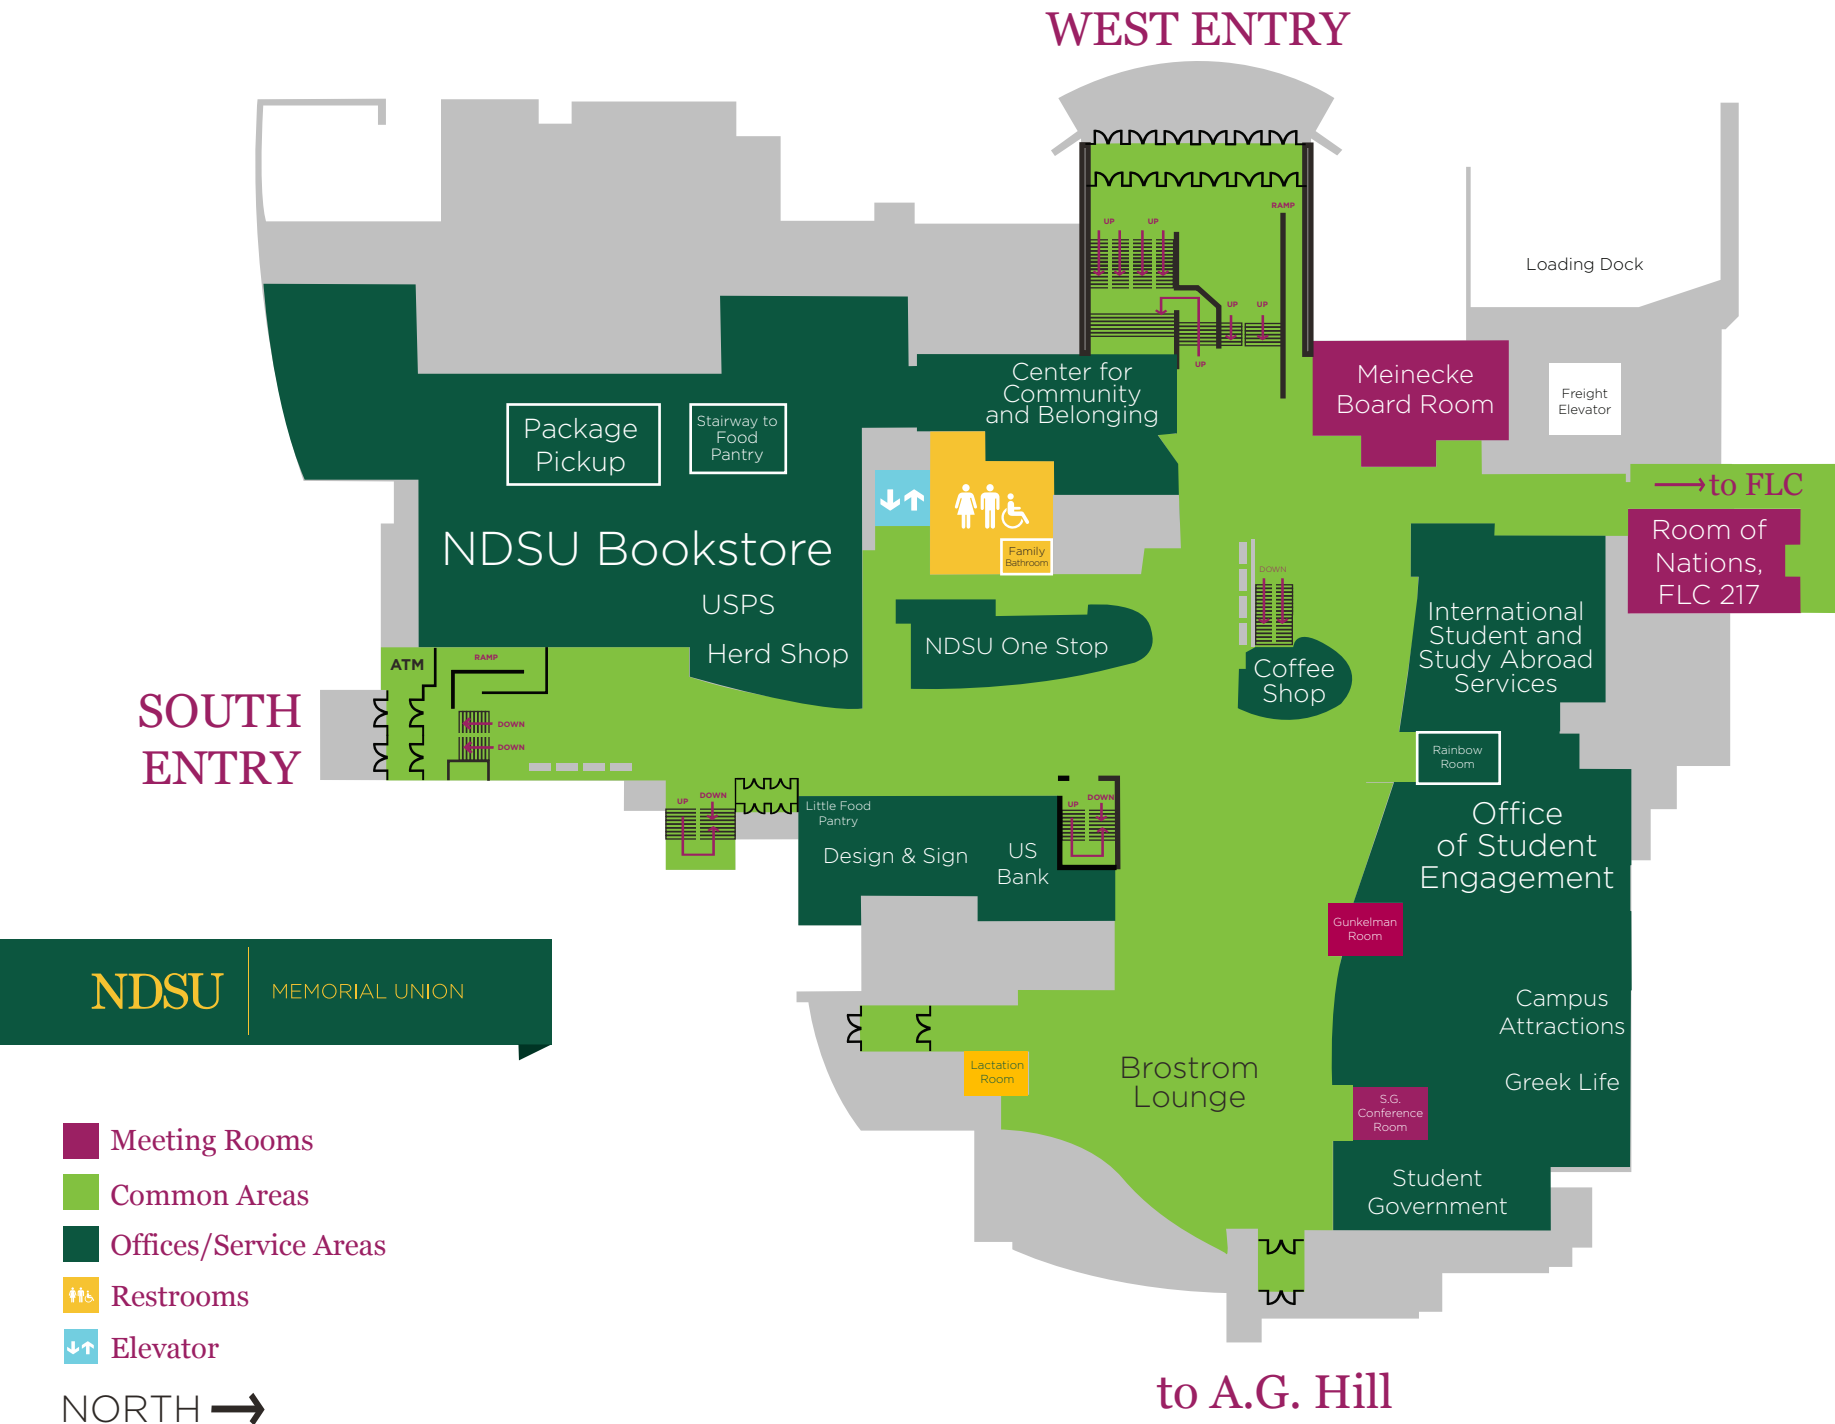 WEST ENTRY
UP
UP
RAMP
UP
UP
UP
Loading Dock
Meinecke
Board Room
Freight
Elevator
Center for
Community
and Belonging
Package
Pickup
Stairway to
Food
Pantry
to FLC
Room of
Nations,
FLC 217
NDSU Bookstore
USPS
Herd Shop
Family
Bathroom
DOWN
NDSU One Stop
Coffee
Shop
International
Student and
Study Abroad
Services
ATM
RAMP
DOWN
DOWN
SOUTH
ENTRY
Rainbow
Room
UP
DOWN
Little Food
Pantry
Design & Sign
US
Bank
UP
DOWN
Office
of Student
Engagement
Gunkelman
Room
Campus
Attractions
Greek Life
NDSU
MEMORIAL UNION
Lactation
Room
Brostrom
Lounge
S.G.
Conference
Room
Student
Government
Meeting Rooms
Common Areas
Offices/Service Areas
Restrooms
Elevator
NORTH
to A.G. Hill